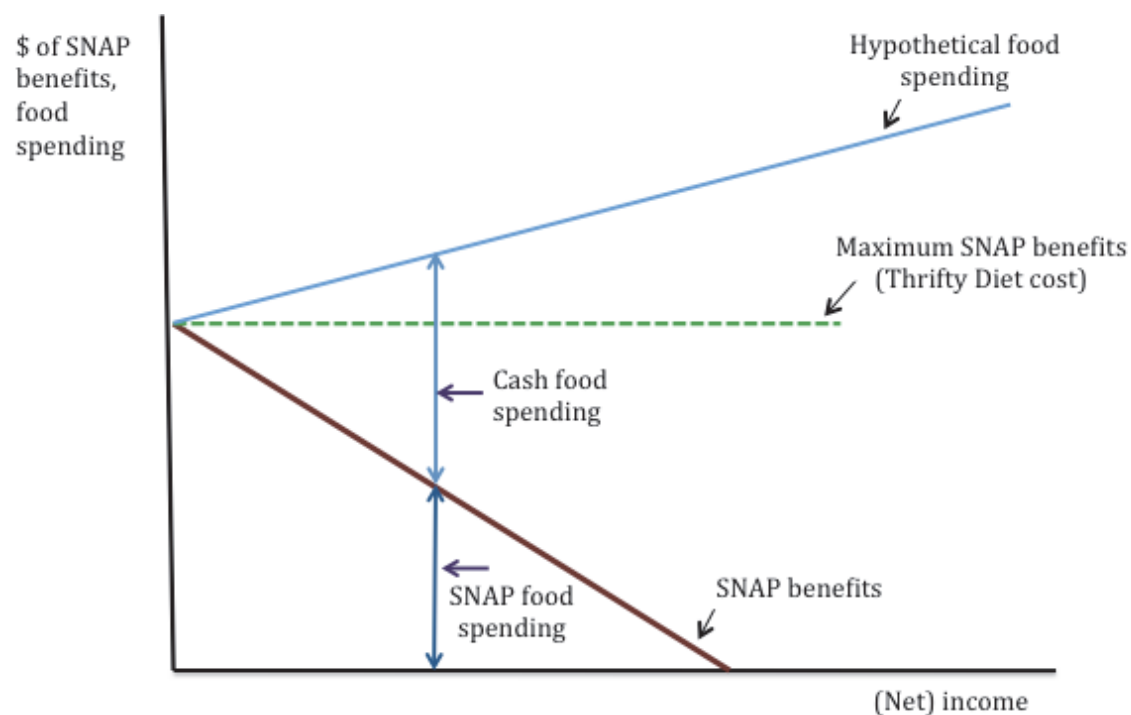 $ of SNAP
benefits,
food
spending
Hypothetical food
spending
Maximum SNAP benefits
(Thrifty Diet cost)
Cash food
spending
SNAP food
spending
SNAP benefits
(Net) income